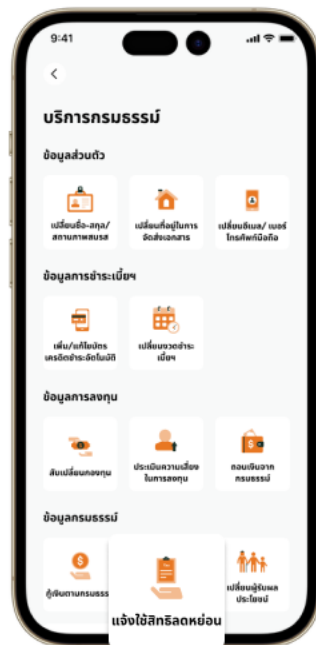 9:41
บริการกรมธรรม์
ข้อมูลส่วนตัว
เปลี่ยนชื่อ-สกุล/
สถานภาพสมรส
เปลี่ยนที่อยู่ในการ
จัดส่งเอกสาร
เปลี่ยนอีเมล/ เบอร์
โทรศัพท์มือถือ
ข้อมูลการชำระเบี้ยฯ
เพิ่ม/แก้ไขบัตร
เครดิตชำระอัตโนมัติ
เปลี่ยนงวดชำระ
เบี้ยฯ
ข้อมูลการลงทุน
สับเปลี่ยนกองทุน
ประเมินความเสี่ยง
ในการลงทุน
ถอนเงินจาก
กรมธรรม์
ข้อมูลกรมธรรม์
กู้เงินตามกรมธรร
แจ้งใช้สิทธิลดหย่อน
เปลี่ยนผู้รับผล
ประโยชน์